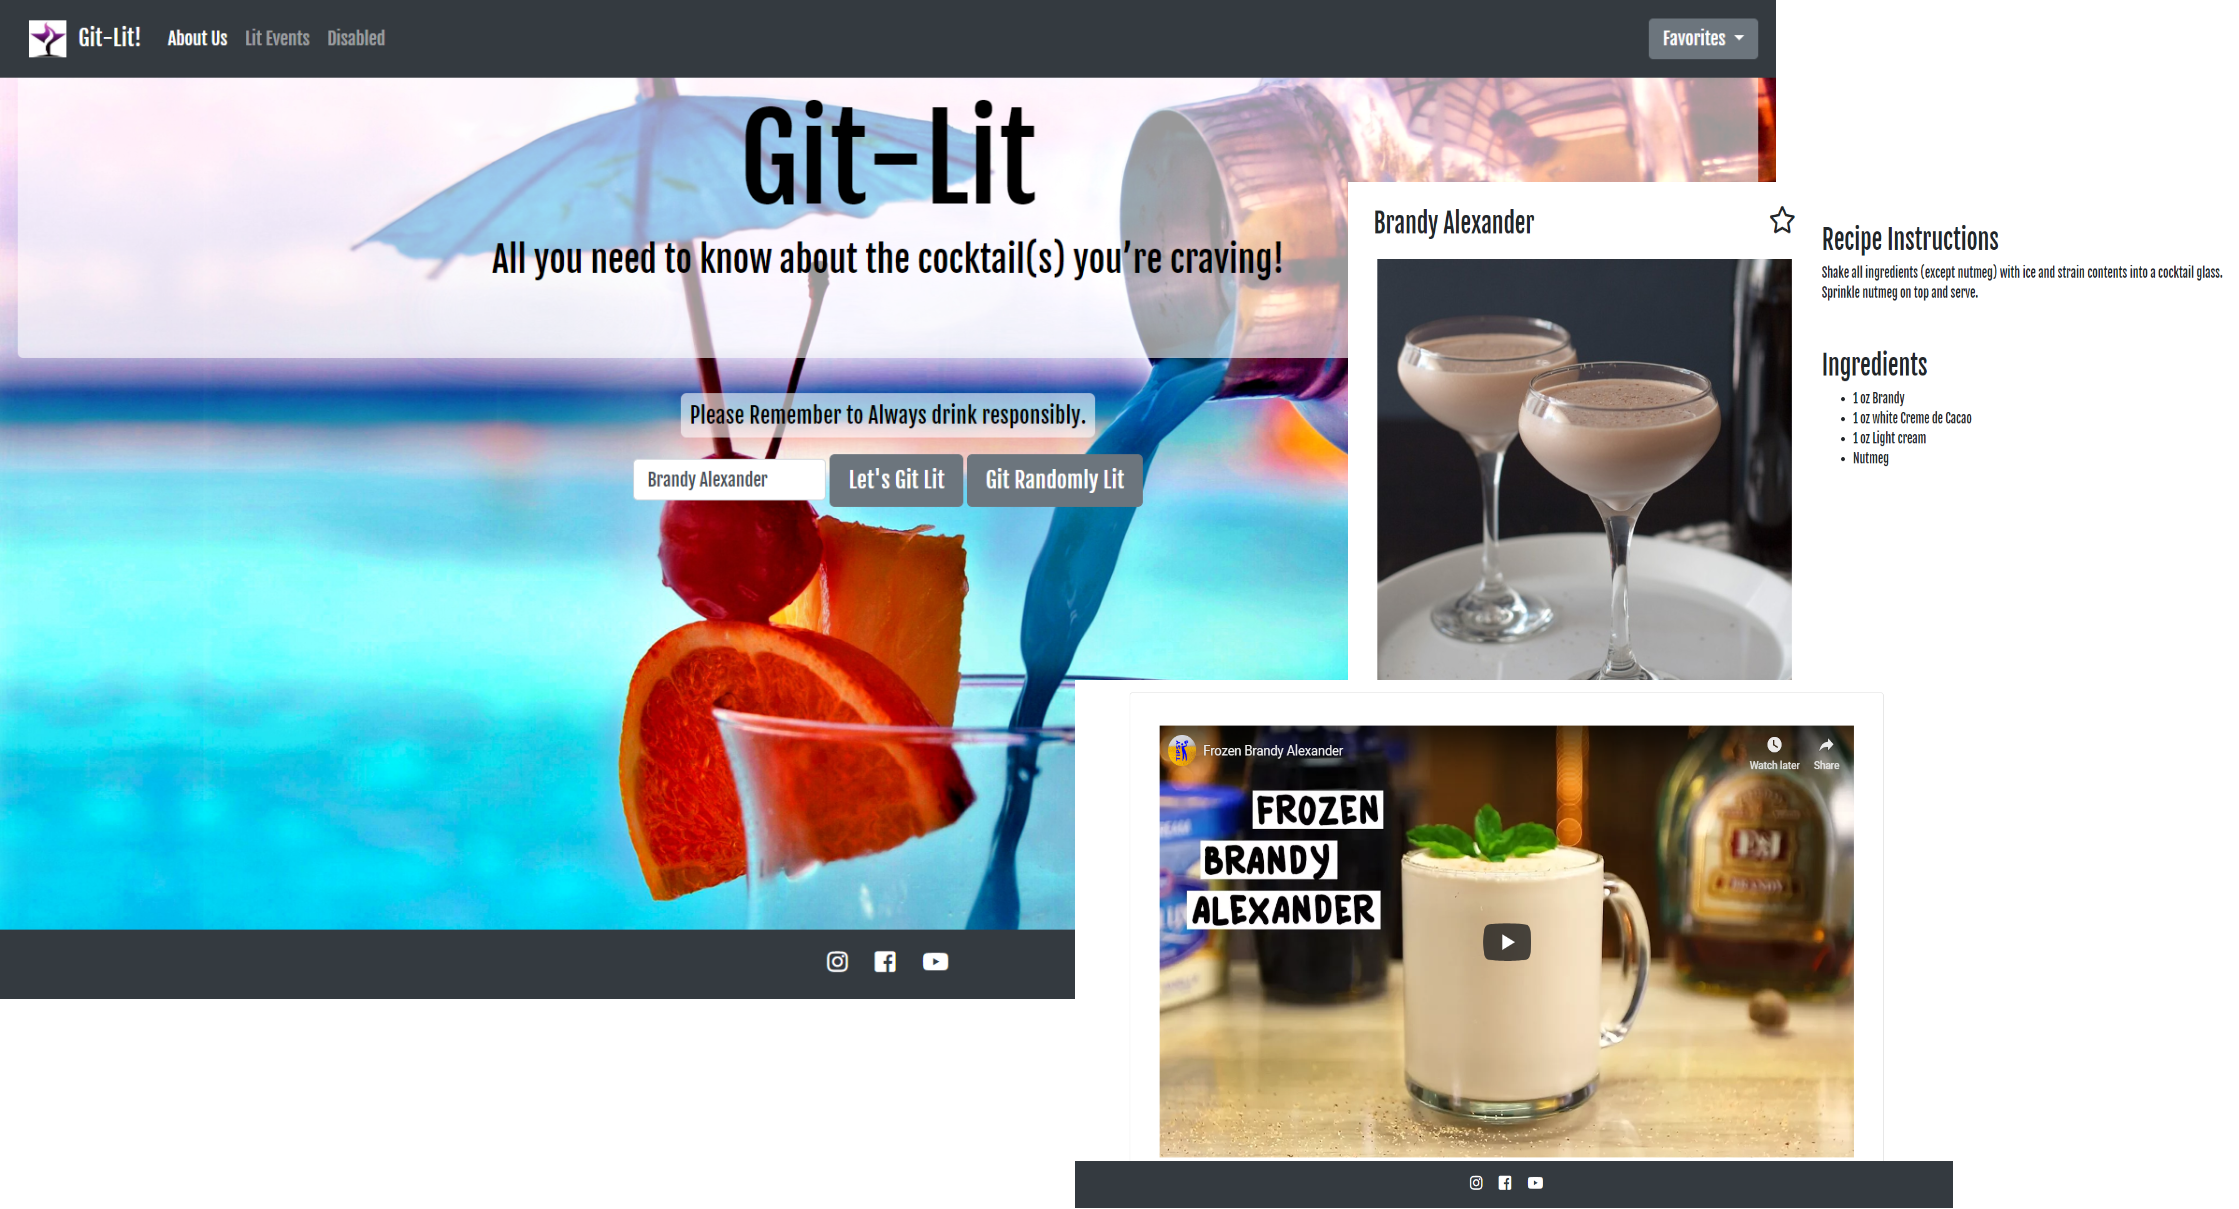 Git-Lit!
About Us
Lit Events
Disabled
Favorites
Git-Lit
All you need to know about the cocktail(s) you're craving!
Please Remember to Always drink responsibly.
Brandy Alexander
Let's Git Lit
Git Randomly Lit
Brandy Alexander
Recipe Instructions
Shake all ingredients (except nutmeg) with ice and strain contents into a cocktail glass.
Sprinkle nutmeg on top and serve.
Ingredients
1 oz Brandy
1 oz white Creme de Cacao
1 oz Light cream
Nutmeg
Frozen Brandy Alexander
Watch later
Share
FROZEN
BRANDY
ALEXANDER
E&J
BRANDY